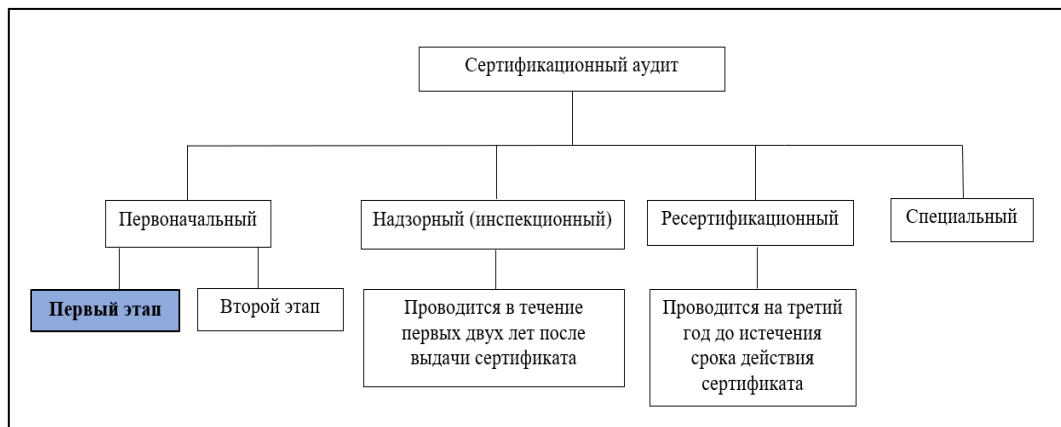 Сертификационный аудит
Первоначальный
Надзорный (инспекционный)
Ресертификационный
Специальный
Первый этап
Второй этап
Проводится в течение
первых двух лет после
выдачи сертификата
Проводится на третий
год до истечения
срока действия
сертификата